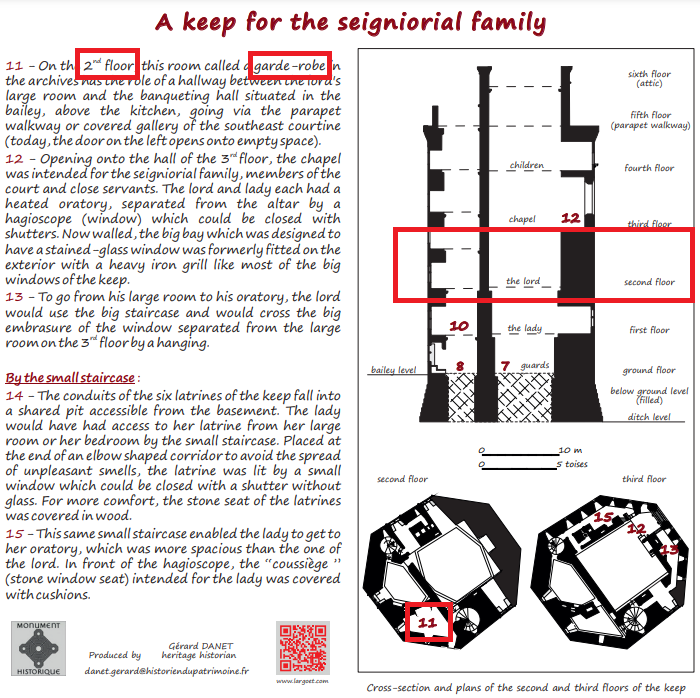 A keep for the seigniorial family
11 - On the 2nd floor, this room called a garde-robe in
the archives has the role of a hallway between the lord's
large room and the banqueting hall situated in the
bailey, above the kitchen, going via the parapet
walkway or covered gallery of the southeast courtine
(today, the door on the left opens onto empty space).
12 - Opening onto the hall of the 3rd floor, the chapel
was intended for the seigniorial family, members of the
court and close servants. The lord and lady each had a
heated oratory, separated from the altar by a
hagioscope (window) which could be closed with
shutters. Now walled, the big bay which was designed to
have a stained-glass window was formerly fitted on the
exterior with a heavy iron grill like most of the big
windows of the keep.
13 - To go from his large room to his oratory, the lord
would use the big staircase and would cross the big
embrasure of the window separated from the large
room on the 3rd floor by a hanging.
By the small staircase :
14 - The conduits of the six latrines of the keep fall into
a shared pit accessible from the basement. The lady
would have had access to her latrine from her large
room or her bedroom by the small staircase. Placed at
the end of an elbow shaped corridor to avoid the spread
of unpleasant smells, the latrine was lit by a small
window which could be closed with a shutter without
glass. For more comfort, the stone seat of the latrines
was covered in wood.
15 - This same small staircase enabled the lady to get to
her oratory, which was more spacious than the one of
the lord. In front of the hagioscope, the "coussiège"
(stone window seat) intended for the lady was covered
with cushions.
MONUMENT
HISTORIQUE
Produced by
Gérard DANET
heritage historian
danet.gerard@historiendupatrimoine.fr
www.largoet.com
sixth floor
(attic)
fifth floor
(parapet walkway)
children
fourth floor
chapel
12
third floor
the lord
second floor
10
the lady
first floor
bailey level
8
7
guards
ground floor
below ground level
(filled)
ditch level
0
10 m
0
5 toises
second floor
third floor
11
15
12
13
Cross-section and plans of the second and third floors of the keep